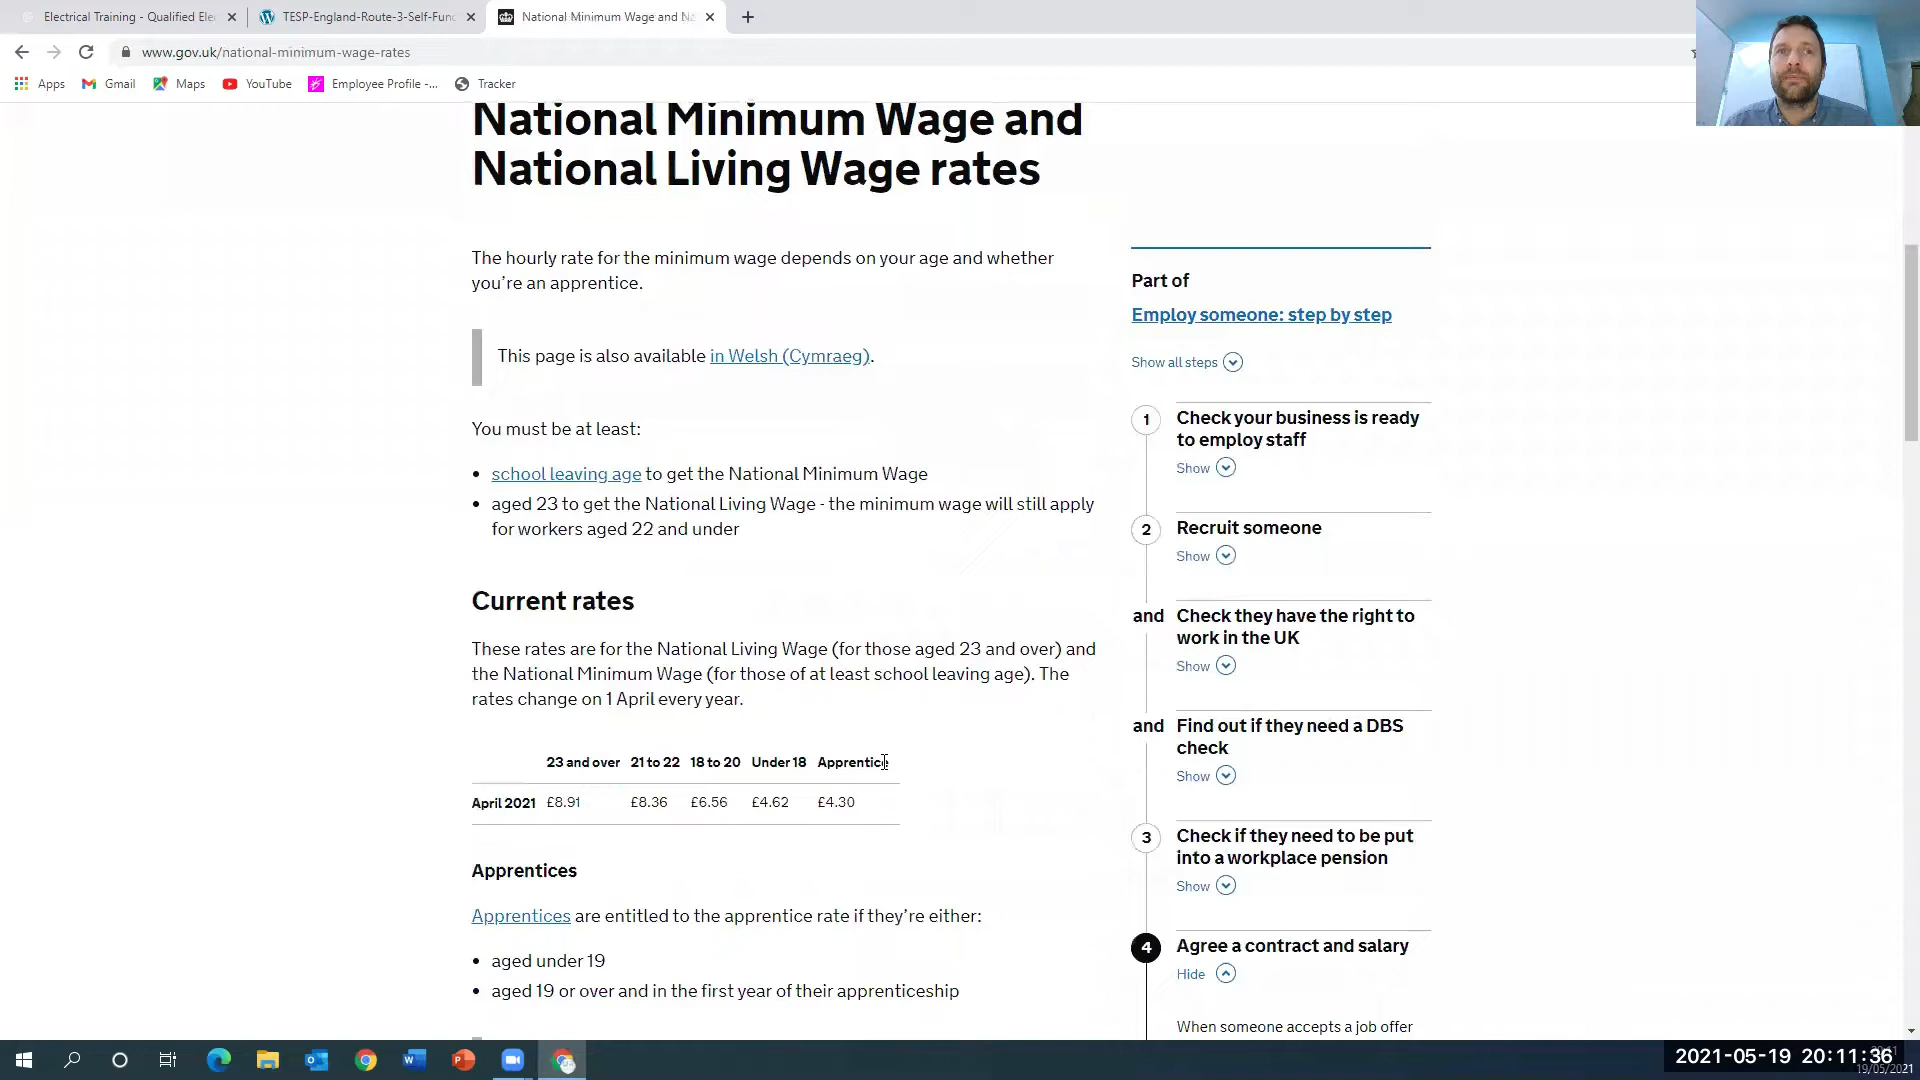 Electrical Training - Qualified Ele
TESP-England-Route-3-Self-Fun
National Minimum Wage and Na
www.gov.uk/national-minimum-wage-rates
Apps
Gmail
Maps
YouTube
Employee Profile -...
Tracker
National Minimum Wage and
National Living Wage rates
The hourly rate for the minimum wage depends on your age and whether
you're an apprentice.
This page is also available in Welsh (Cymraeg).
You must be at least:
• school leaving age to get the National Minimum Wage
• aged 23 to get the National Living Wage - the minimum wage will still apply
for workers aged 22 and under
Current rates
These rates are for the National Living Wage (for those aged 23 and over) and
the National Minimum Wage (for those of at least school leaving age). The
rates change on 1 April every year.
23 and over 21 to 22 18 to 20 Under 18 Apprentice
April 2021 £8.91 £8.36 £6.56 £4.62 £4.30
Apprentices
Apprentices are entitled to the apprentice rate if they're either:
• aged under 19
• aged 19 or over and in the first year of their apprenticeship
Part of
Employ someone: step by step
Show all steps
1 Check your business is ready
to employ staff
Show
2 Recruit someone
Show
and Check they have the right to
work in the UK
Show
and Find out if they need a DBS
check
Show
3 Check if they need to be put
into a workplace pension
Show
4 Agree a contract and salary
Hide
When someone accepts a job offer
2021-05-19 20:11:36
19/05/2021